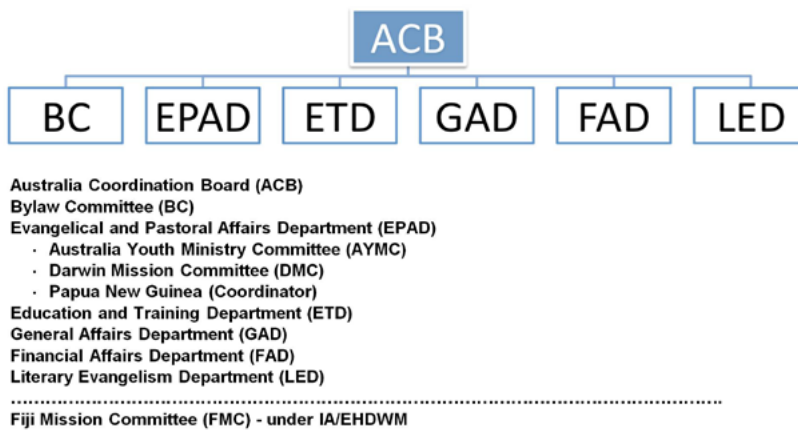 ACB
BC EPAD ETD GAD FAD LED
Australia Coordination Board (ACB)
Bylaw Committee (BC)
Evangelical and Pastoral Affairs Department (EPAD)
· Australia Youth Ministry Committee (AYMC)
· Darwin Mission Committee (DMC)
· Papua New Guinea (Coordinator)
Education and Training Department (ETD)
General Affairs Department (GAD)
Financial Affairs Department (FAD)
Literary Evangelism Department (LED)
Fiji Mission Committee (FMC) - under IA/EHDWM